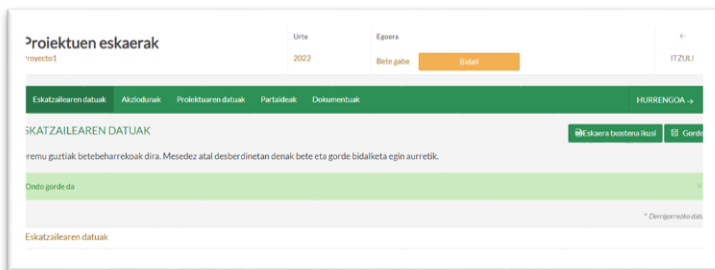 Proiektuen eskaerak
Proyecto1
Urte
2022
Egoera
Bete gabe
Bidali
←
ITZULI
Eskatzailearen datuak Akziodunak Proiektuaren datuak Partaideak Dokumentuak HURRENGOA →
SKATZAILEAREN DATUAK
Eskaera txostena ikusi Gorde
eremu guztiak betebeharrekoak dira. Mesedez atal desberdinetan denak bete eta gorde bidalketa egin aurretik.
Ondo gorde da ×
* Derrigorrezko datu
Eskatzailearen datuak